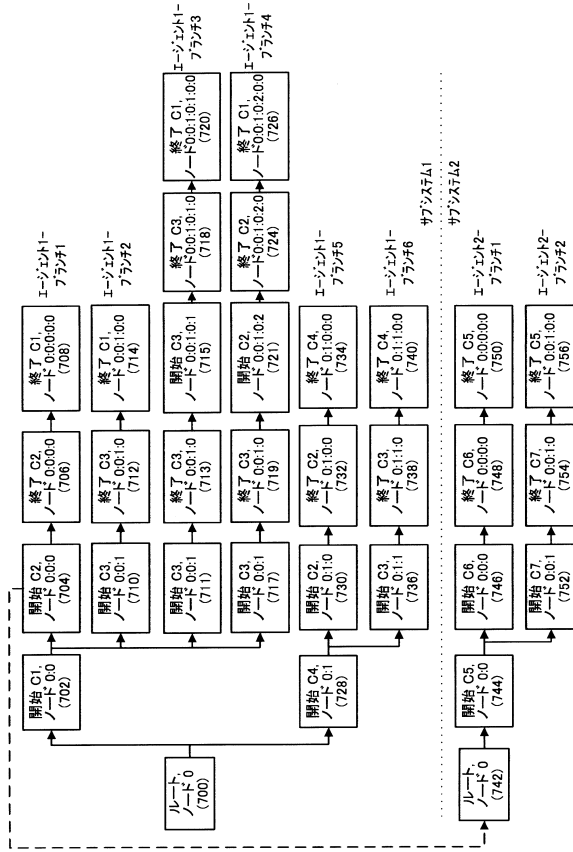 ルート,
ノード 0
(700)
開始 C1,
ノード 0:0
(702)
開始 C2,
ノード 0:0:0
(704)
終了 C2,
ノード 0:0:0:0
(706)
終了 C1,
ノード 0:0:0:0:0
(708)
エージェント1-
ブランチ1
開始 C3,
ノード 0:0:1
(710)
終了 C3,
ノード 0:0:1:0
(712)
終了 C1,
ノード 0:0:1:0:0
(714)
エージェント1-
ブランチ2
開始 C3,
ノード 0:0:1
(711)
終了 C3,
ノード 0:0:1:0
(713)
開始 C3,
ノード 0:0:1:0:1
(715)
終了 C3,
ノード0:0:1:0:1:0
(718)
終了 C1,
ノード0:0:1:0:1:0:0
(720)
エージェント1-
ブランチ3
開始 C3,
ノード 0:0:1
(717)
終了 C3,
ノード 0:0:1:0
(719)
開始 C2,
ノード 0:0:1:0:2
(721)
終了 C2,
ノード0:0:1:0:2:0
(724)
終了 C1,
ノード0:0:1:0:2:0:0
(726)
エージェント1-
ブランチ4
開始 C4,
ノード 0:1
(728)
開始 C2,
ノード 0:1:0
(730)
終了 C2,
ノード 0:1:0:0
(732)
終了 C4,
ノード 0:1:0:0:0
(734)
エージェント1-
ブランチ5
開始 C3,
ノード 0:1:1
(736)
終了 C3,
ノード 0:1:1:0
(738)
終了 C4,
ノード 0:1:1:0:0
(740)
エージェント1-
ブランチ6
サブシステム1
サブシステム2
ルート,
ノード 0
(742)
開始 C5,
ノード 0:0
(744)
開始 C6,
ノード 0:0:0
(746)
終了 C6,
ノード 0:0:0:0
(748)
終了 C5,
ノード 0:0:0:0:0
(750)
エージェント2-
ブランチ1
開始 C7,
ノード 0:0:1
(752)
終了 C7,
ノード 0:0:1:0
(754)
終了 C5,
ノード 0:0:1:0:0
(756)
エージェント2-
ブランチ2